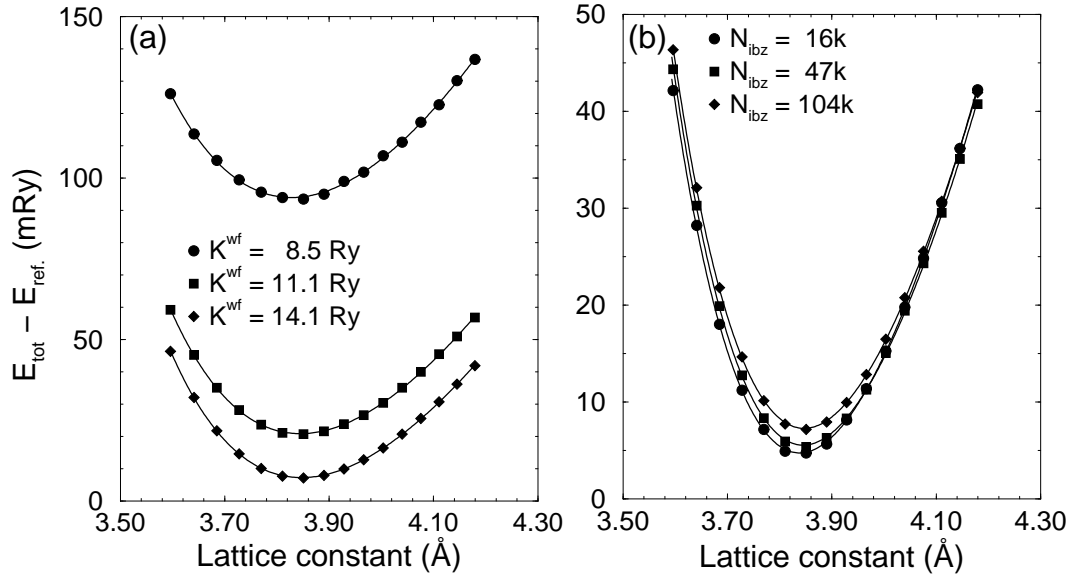 (a)
150
100
50
0
E_tot − E_ref. (mRy)
K^wf = 8.5 Ry
K^wf = 11.1 Ry
K^wf = 14.1 Ry
3.50 3.70 3.90 4.10 4.30
Lattice constant (Å)
(b)
50
40
30
20
10
0
N_ibz = 16k
N_ibz = 47k
N_ibz = 104k
3.50 3.70 3.90 4.10 4.30
Lattice constant (Å)